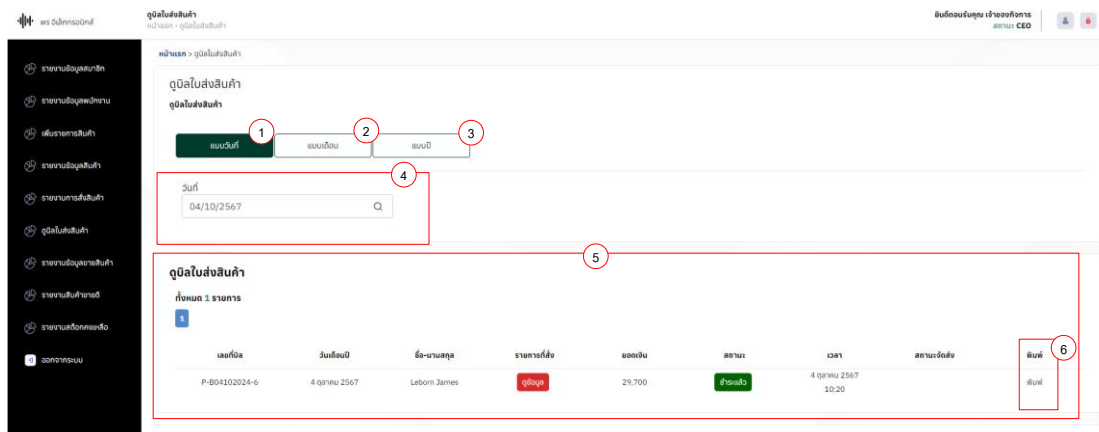 พร อิเล็กทรอนิกส์
ดูบิลใบส่งสินค้า
หน้าแรก - ดูบิลใบส่งสินค้า
ยินดีตอนรับคุณ เจ้าของกิจการ
สถานะ CEO
รายงานข้อมูลสมาชิก
รายงานข้อมูลพนักงาน
เพิ่มรายการสินค้า
รายงานข้อมูลสินค้า
รายงานการสั่งสินค้า
ดูบิลใบส่งสินค้า
รายงานข้อมูลขายสินค้า
รายงานสินค้าขายดี
รายงานสต็อกคงเหลือ
ออกจากระบบ
หน้าแรก > ดูบิลใบส่งสินค้า
ดูบิลใบส่งสินค้า
ดูบิลใบส่งสินค้า
แบบวันที่ 1 แบบเดือน 2 แบบปี 3
4
วันที่
04/10/2567
5
ดูบิลใบส่งสินค้า
ทั้งหมด 1 รายการ
1
เลขที่บิล วันเดือนปี ชื่อ-นามสกุล รายการที่สั่ง ยอดเงิน สถานะ เวลา สถานะจัดส่ง พิมพ์ 6
P-B04102024-6 4 ตุลาคม 2567 Leborn James ดูข้อมูล 29,700 ชำระแล้ว 4 ตุลาคม 2567 พิมพ์
10:20